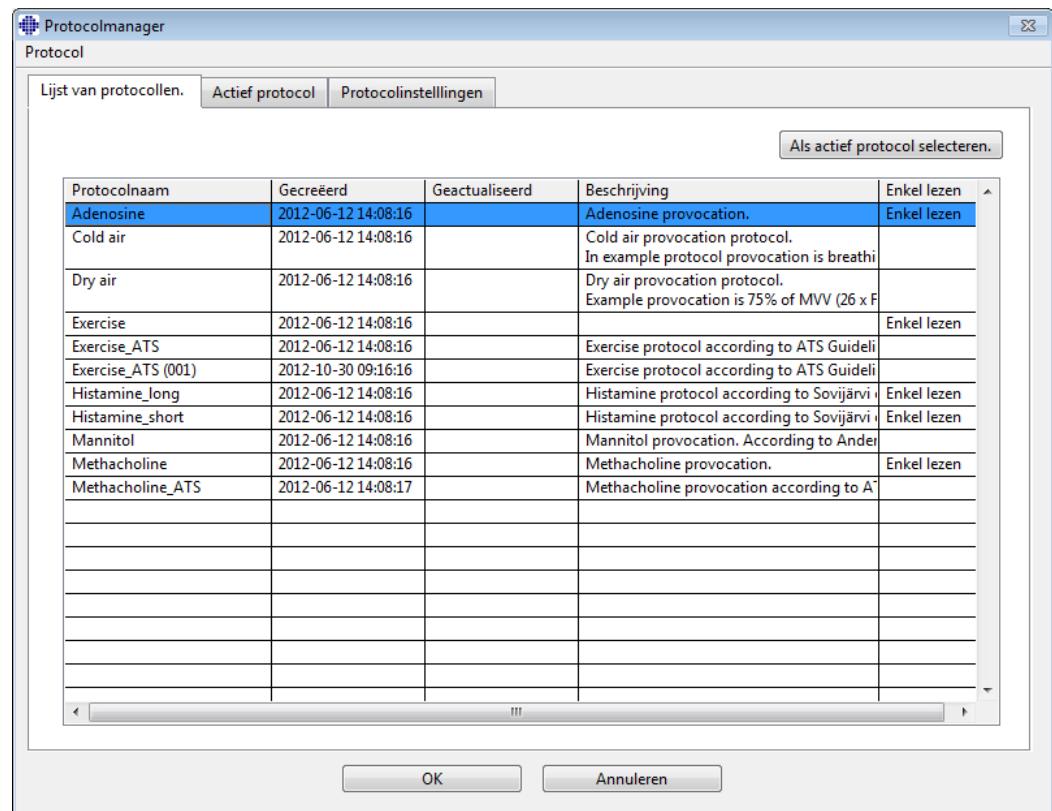 Protocolmanager
Protocol
Lijst van protocollen. Actief protocol Protocolinstelllingen
Als actief protocol selecteren.
Protocolnaam Gecreëerd Geactualiseerd Beschrijving Enkel lezen
Adenosine 2012-06-12 14:08:16 Adenosine provocation. Enkel lezen
Cold air 2012-06-12 14:08:16 Cold air provocation protocol.
In example protocol provocation is breathi
Dry air 2012-06-12 14:08:16 Dry air provocation protocol.
Example provocation is 75% of MVV (26 x F
Exercise 2012-06-12 14:08:16 Enkel lezen
Exercise_ATS 2012-06-12 14:08:16 Exercise protocol according to ATS Guideli
Exercise_ATS (001) 2012-10-30 09:16:16 Exercise protocol according to ATS Guideli
Histamine_long 2012-06-12 14:08:16 Histamine protocol according to Sovijärvi Enkel lezen
Histamine_short 2012-06-12 14:08:16 Histamine protocol according to Sovijärvi Enkel lezen
Mannitol 2012-06-12 14:08:16 Mannitol provocation. According to Ander
Methacholine 2012-06-12 14:08:16 Methacholine provocation. Enkel lezen
Methacholine_ATS 2012-06-12 14:08:17 Methacholine provocation according to AT
OK Annuleren